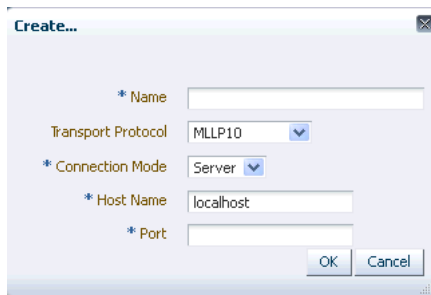 Create...
* Name
Transport Protocol MLLP10
* Connection Mode Server
* Host Name localhost
* Port
OK Cancel